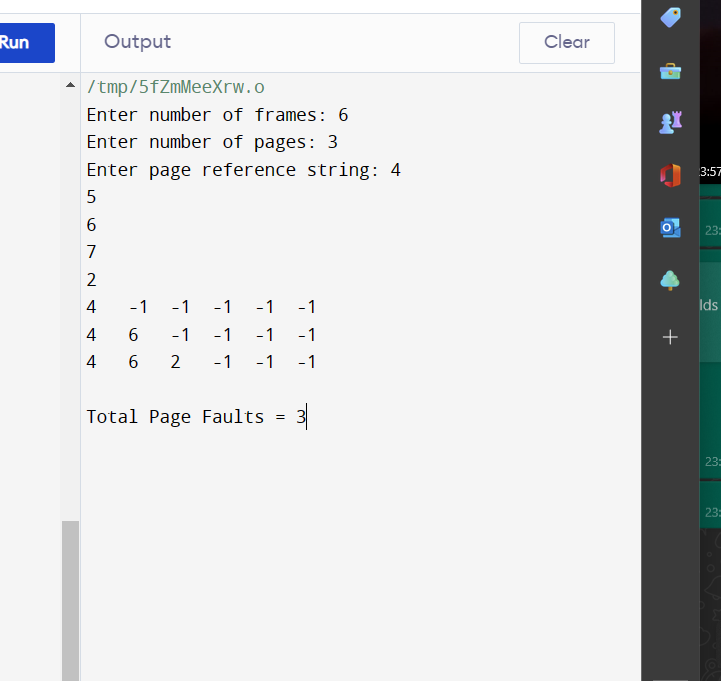 Run
Output
Clear
/tmp/5fZmMeeXrw.o
Enter number of frames: 6
Enter number of pages: 3
Enter page reference string: 4
5
6
7
2
4 -1 -1 -1 -1 -1
4 6 -1 -1 -1 -1
4 6 2 -1 -1 -1
Total Page Faults = 3
3:57
23:
lds
23:
23: